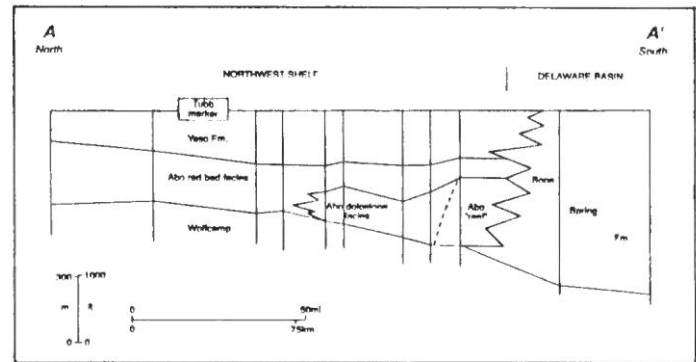 A A'
North South
NORTHWEST SHELF DELAWARE BASIN
Tubb
marker
Yeso Fm.
Abo red bed facies
Wolfcamp
Abo dolostone
facies
Abo
"reef"
Bone
Spring
Fm
300 1000
m ft
0 0
0 50mi
0 75km